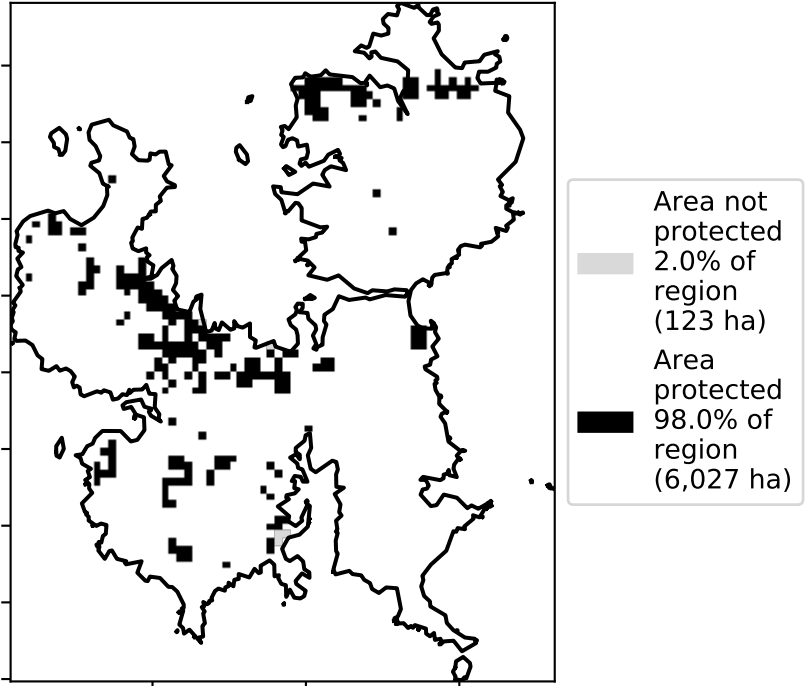 Area not
protected
2.0% of
region
(123 ha)
Area
protected
98.0% of
region
(6,027 ha)